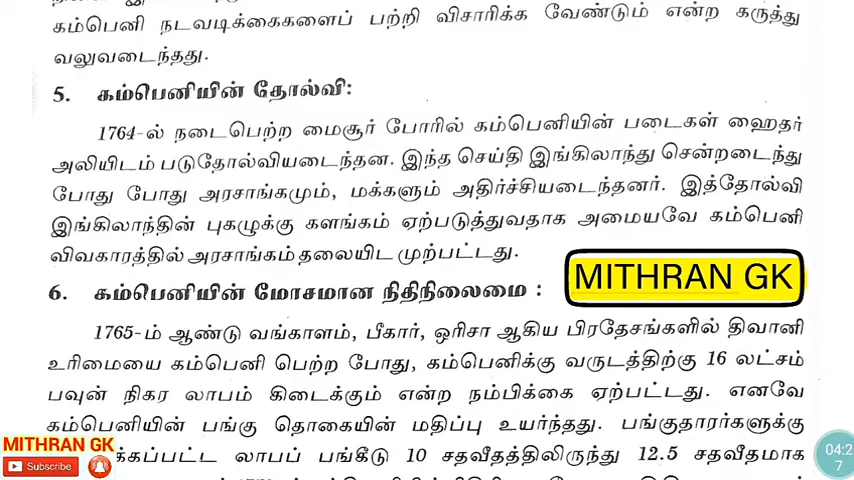 கம்பெனி நடவடிக்கைகளைப் பற்றி விசாரிக்க வேண்டும் என்ற கருத்து
வலுவடைந்தது.
5. கம்பெனியின் தோல்வி:
1764-ல் நடைபெற்ற மைசூர் போரில் கம்பெனியின் படைகள் ஹைதர்
அலியிடம் படுதோல்வியடைந்தன. இந்த செய்தி இங்கிலாந்து சென்றடைந்து
போது போது அரசாங்கமும், மக்களும் அதிர்ச்சியடைந்தனர். இத்தோல்வி
இங்கிலாந்தின் புகழுக்கு களங்கம் ஏற்படுத்துவதாக அமையவே கம்பெனி
விவகாரத்தில் அரசாங்கம் தலையிட முற்பட்டது.
MITHRAN GK
6. கம்பெனியின் மோசமான நிதிநிலைமை :
1765-ம் ஆண்டு வங்காளம், பீகார், ஒரிசா ஆகிய பிரதேசங்களில் திவானி
உரிமையை கம்பெனி பெற்ற போது, கம்பெனிக்கு வருடத்திற்கு 16 லட்சம்
பவுன் நிகர லாபம் கிடைக்கும் என்ற நம்பிக்கை ஏற்பட்டது. எனவே
கம்பெனியின் பங்கு தொகையின் மதிப்பு உயர்ந்தது. பங்குதாரர்களுக்கு
க்கப்பட்ட லாபப் பங்கீடு 10 சதவீதத்திலிருந்து 12.5 சதவீதமாக
MITHRAN GK
Subscribe
04:2
7